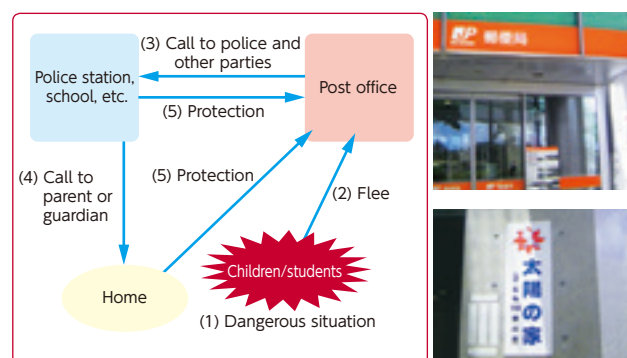 (3) Call to police and
other parties
Police station,
school, etc.
Post office
(5) Protection
(4) Call to
parent or
guardian
(5) Protection
(2) Flee
Children/students
Home
(1) Dangerous situation
JP 郵便局
太陽の家